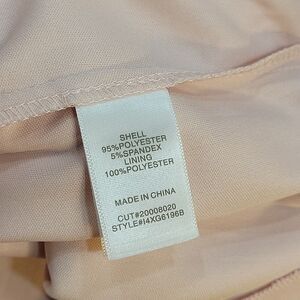 SHELL
95%POLYESTER
5%SPANDEX
LINING
100%POLYESTER
MADE IN CHINA
CUT#20008020
STYLE#I4XG6196B